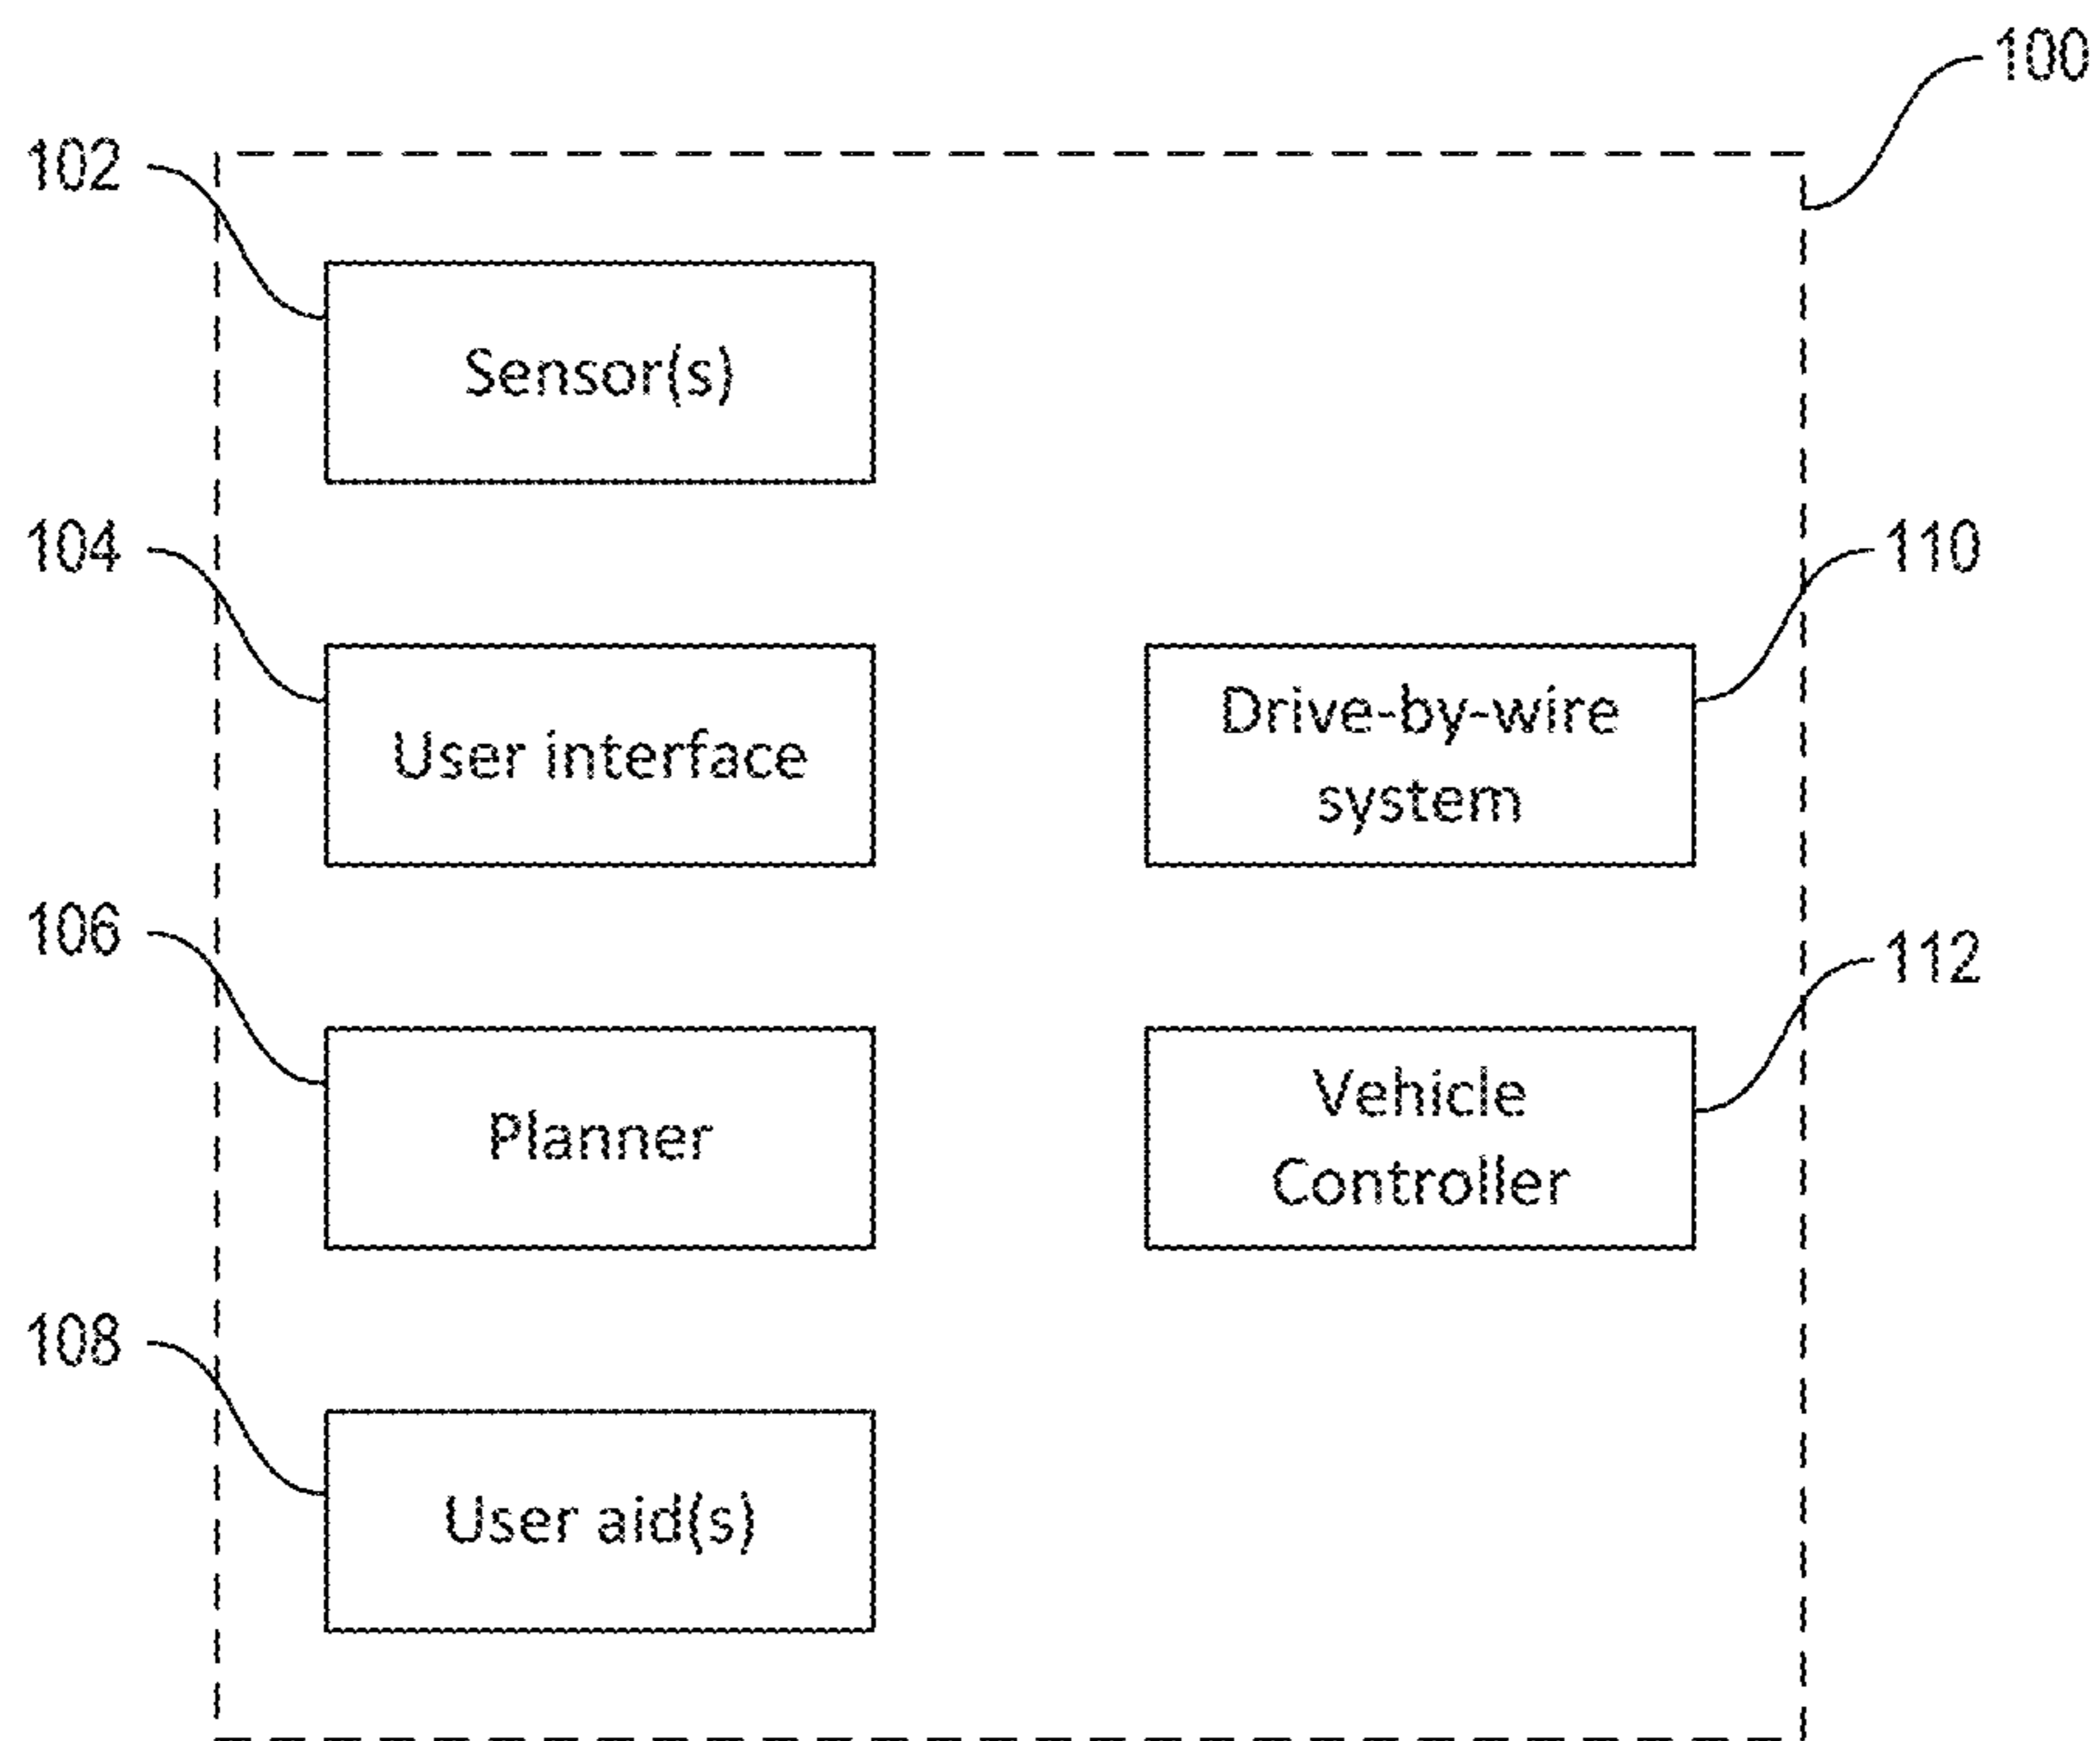 100
102
Sensor(s)
104
110
User interface
Drive-by-wire
system
106
112
Planner
Vehicle
Controller
108
User aid(s)